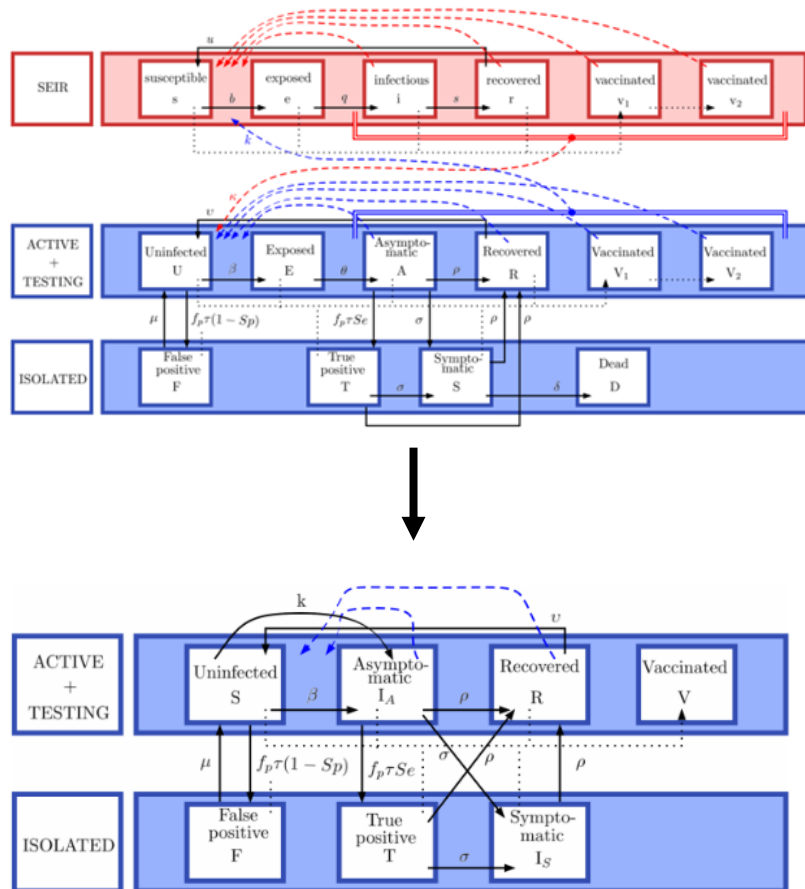 u
SEIR
susceptible
s
exposed
e
infectious
i
recovered
r
vaccinated
v₁
vaccinated
v₂
b
q
s
k
κ
υ
ACTIVE
+
TESTING
Uninfected
U
Exposed
E
Asympto-
matic
A
Recovered
R
Vaccinated
V₁
Vaccinated
V₂
β
θ
ρ
μ
fₚτ(1 − Sp)
fₚτSe
σ
ρ
ρ
ISOLATED
False
positive
F
True
positive
T
Sympto-
matic
S
Dead
D
σ
δ
k
υ
ACTIVE
+
TESTING
Uninfected
S
Asympto-
matic
I_A
Recovered
R
Vaccinated
V
β
ρ
μ
fₚτ(1 − Sp)
fₚτSe
σ
ρ
ρ
ISOLATED
False
positive
F
True
positive
T
Sympto-
matic
I_S
σ